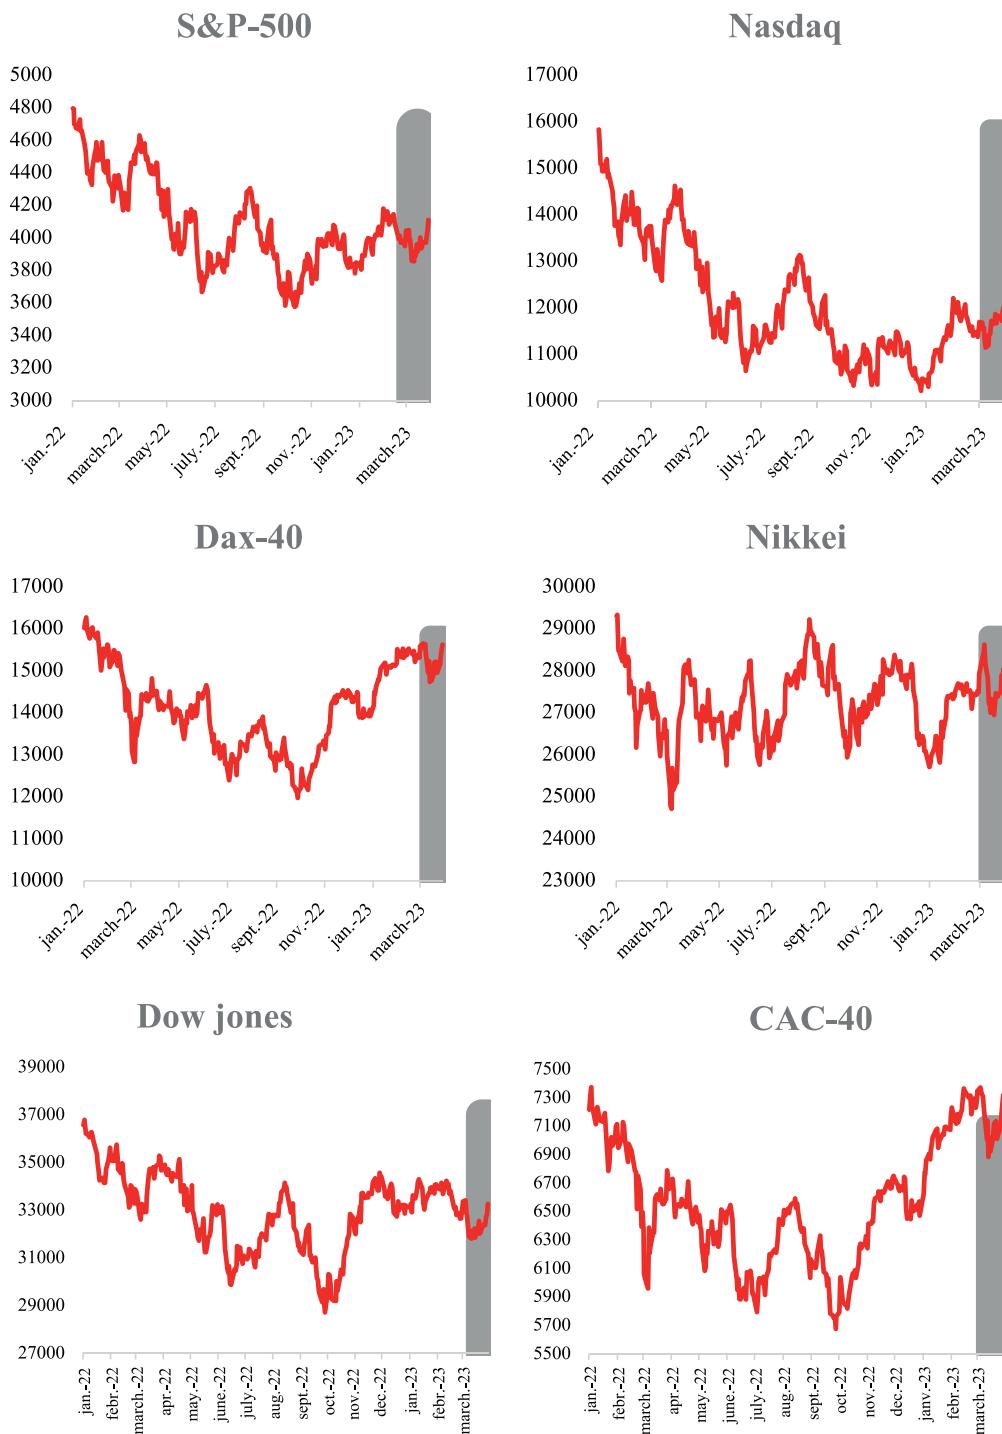 S&P-500
5000
4800
4600
4400
4200
4000
3800
3600
3400
3200
3000
jan.-22
march-22
may-22
july-22
sept.-22
nov.-22
jan.-23
march-23
Nasdaq
17000
16000
15000
14000
13000
12000
11000
10000
jan.-22
march-22
may-22
july-22
sept.-22
nov.-22
jan.-23
march-23
Dax-40
17000
16000
15000
14000
13000
12000
11000
10000
jan.-22
march-22
may-22
july-22
sept.-22
nov.-22
jan.-23
march-23
Nikkei
30000
29000
28000
27000
26000
25000
24000
23000
jan.-22
march-22
may-22
july-22
sept.-22
nov.-22
jan.-23
march-23
Dow jones
39000
37000
35000
33000
31000
29000
27000
jan.-22
febr.-22
march-22
apr.-22
may.-22
june.-22
july.-22
aug.-22
sept.-22
oct.-22
nov.-22
dec.-22
jan.-23
febr.-23
march.-23
CAC-40
7500
7300
7100
6900
6700
6500
6300
6100
5900
5700
5500
jan.-22
febr.-22
march.-22
apr.-22
may.-22
june.-22
july.-22
aug.-22
sept.-22
oct.-22
nov.-22
dec.-22
janv.-23
febr.-23
march.-23